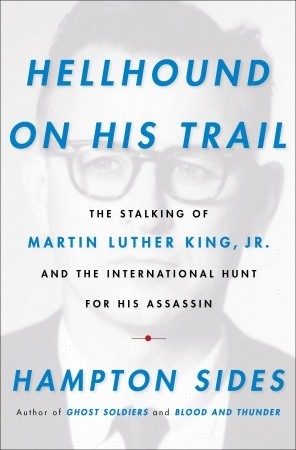 HELLHOUND
ON HIS TRAIL
THE STALKING OF
MARTIN LUTHER KING, JR.
AND THE INTERNATIONAL HUNT
FOR HIS ASSASSIN
HAMPTON SIDES
Author of GHOST SOLDIERS and BLOOD AND THUNDER